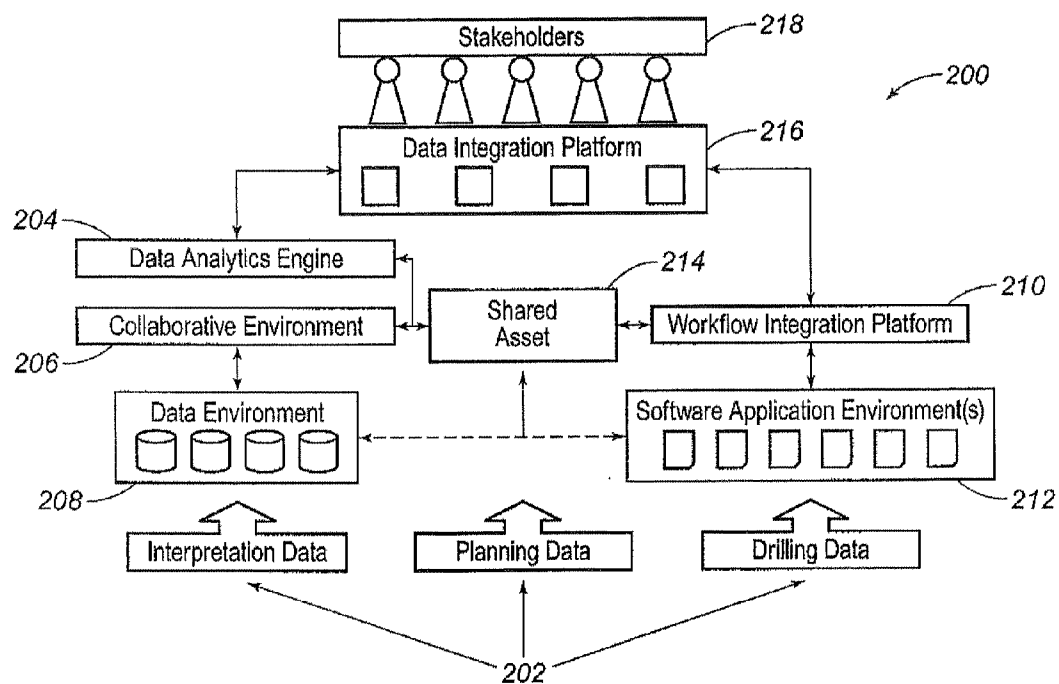 Stakeholders
218
200
Data Integration Platform
216
204
Data Analytics Engine
214
210
Collaborative Environment
Shared
Asset
Workflow Integration Platform
206
Data Environment
Software Application Environment(s)
208
212
Interpretation Data
Planning Data
Drilling Data
202